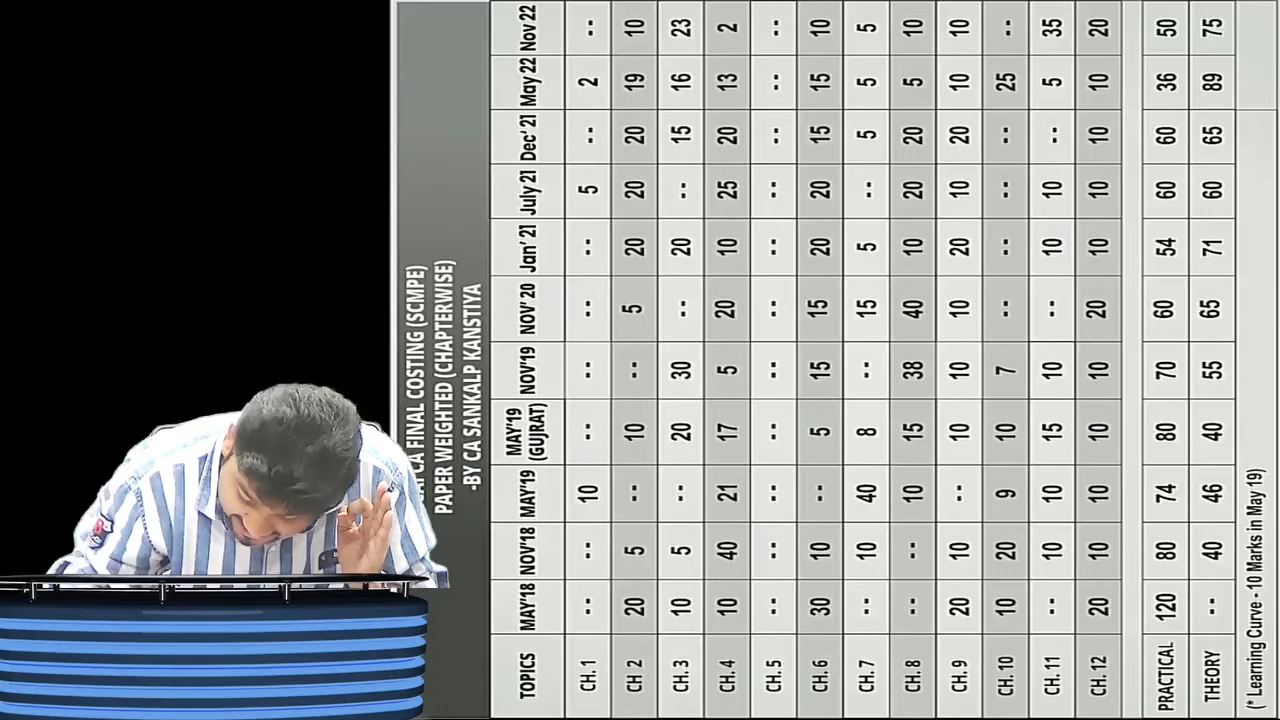 CA FINAL COSTING (SCMPE)
PAPER WEIGHTED (CHAPTERWISE)
-BY CA SANKALP KANSTIYA
TOPICS MAY'18 NOV'18 MAY'19 MAY'19 (GUJRAT) NOV'19 NOV'20 Jan' 21 July 21 Dec' 21 May 22 Nov 22
CH. 1 -- -- 10 -- -- -- -- 5 -- 2 --
CH 2 20 5 -- 10 -- 5 20 20 20 19 10
CH. 3 10 5 -- 20 30 -- 20 -- 15 16 23
CH. 4 10 40 21 17 5 20 10 25 20 13 2
CH. 5 -- -- -- -- -- -- -- -- -- -- --
CH. 6 30 10 -- 5 15 15 20 20 15 15 10
CH. 7 -- 10 40 8 -- 15 5 -- 5 5 5
CH. 8 -- -- 10 15 38 40 10 20 20 5 10
CH. 9 20 10 -- 10 10 10 20 10 20 10 10
CH. 10 10 20 9 10 7 -- -- -- -- 25 --
CH. 11 -- 10 10 15 10 -- 10 10 -- 5 35
CH. 12 20 10 10 10 10 20 10 10 10 10 20
PRACTICAL 120 80 74 80 70 60 54 60 60 36 50
THEORY -- 40 46 40 55 65 71 60 65 89 75
(* Learning Curve - 10 Marks in May 19)